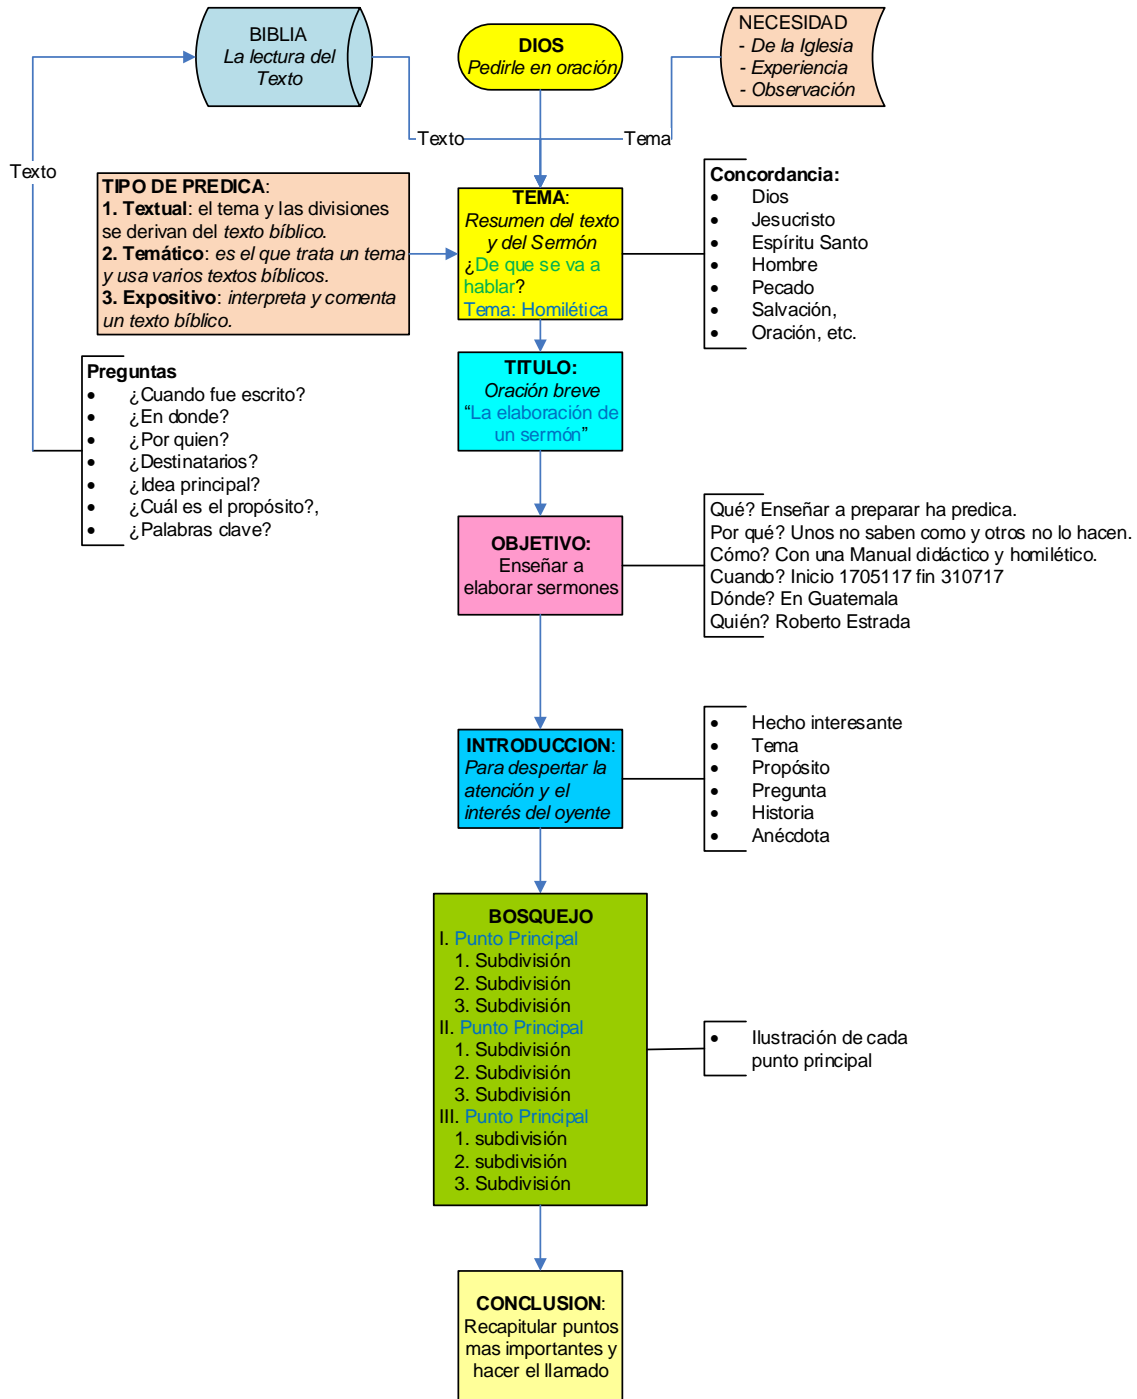 BIBLIA
La lectura del
Texto
DIOS
Pedirle en oración
NECESIDAD
- De la Iglesia
- Experiencia
- Observación
Texto
Tema
Texto
TIPO DE PREDICA:
1. Textual: el tema y las divisiones
se derivan del texto bíblico.
2. Temático: es el que trata un tema
y usa varios textos bíblicos.
3. Expositivo: interpreta y comenta
un texto bíblico.
TEMA:
Resumen del texto
y del Sermón
¿De que se va a
hablar?
Tema: Homilética
Concordancia:
• Dios
• Jesucristo
• Espíritu Santo
• Hombre
• Pecado
• Salvación,
• Oración, etc.
Preguntas
• ¿Cuando fue escrito?
• ¿En donde?
• ¿Por quien?
• ¿Destinatarios?
• ¿Idea principal?
• ¿Cuál es el propósito?,
• ¿Palabras clave?
TITULO:
Oración breve
“La elaboración de
un sermón”
OBJETIVO:
Enseñar a
elaborar sermones
Qué? Enseñar a preparar ha predica.
Por qué? Unos no saben como y otros no lo hacen.
Cómo? Con una Manual didáctico y homilético.
Cuando? Inicio 1705117 fin 310717
Dónde? En Guatemala
Quién? Roberto Estrada
INTRODUCCION:
Para despertar la
atención y el
interés del oyente
• Hecho interesante
• Tema
• Propósito
• Pregunta
• Historia
• Anécdota
BOSQUEJO
I. Punto Principal
1. Subdivisión
2. Subdivisión
3. Subdivisión
II. Punto Principal
1. Subdivisión
2. Subdivisión
3. Subdivisión
III. Punto Principal
1. subdivisión
2. subdivisión
3. Subdivisión
• Ilustración de cada
punto principal
CONCLUSION:
Recapitular puntos
mas importantes y
hacer el llamado